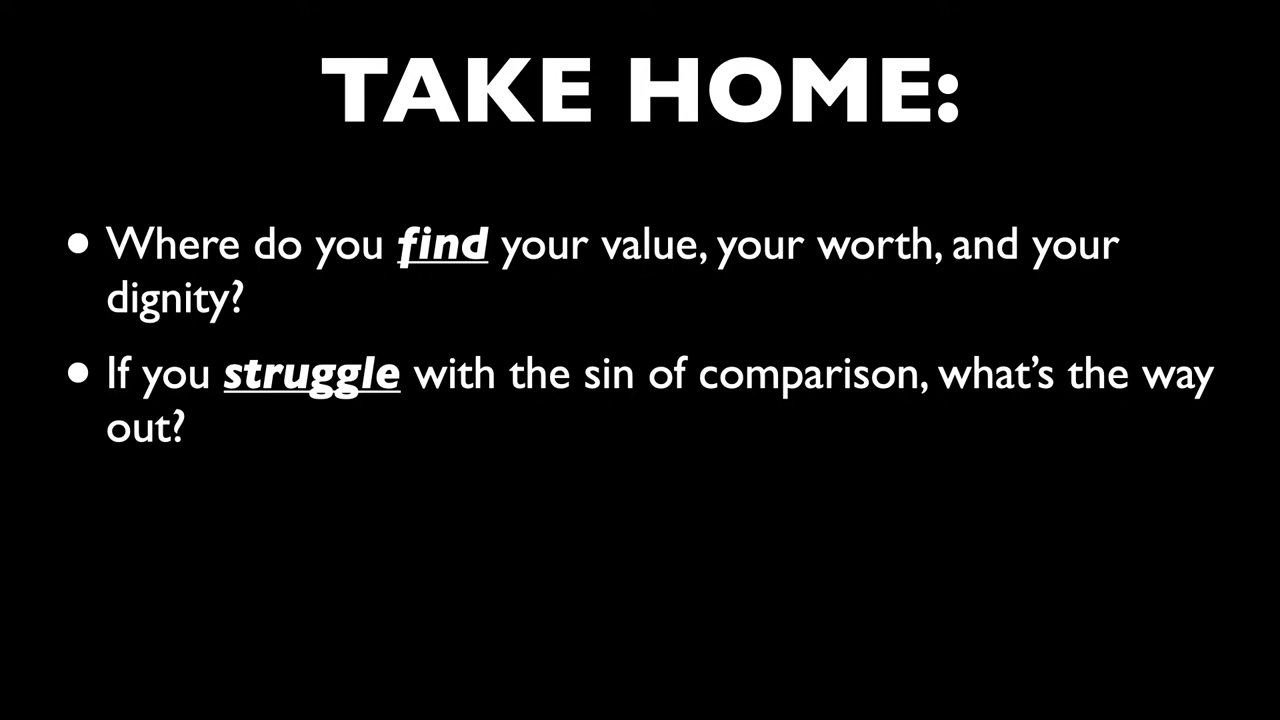 TAKE HOME:
• Where do you find your value, your worth, and your
dignity?
• If you struggle with the sin of comparison, what’s the way
out?